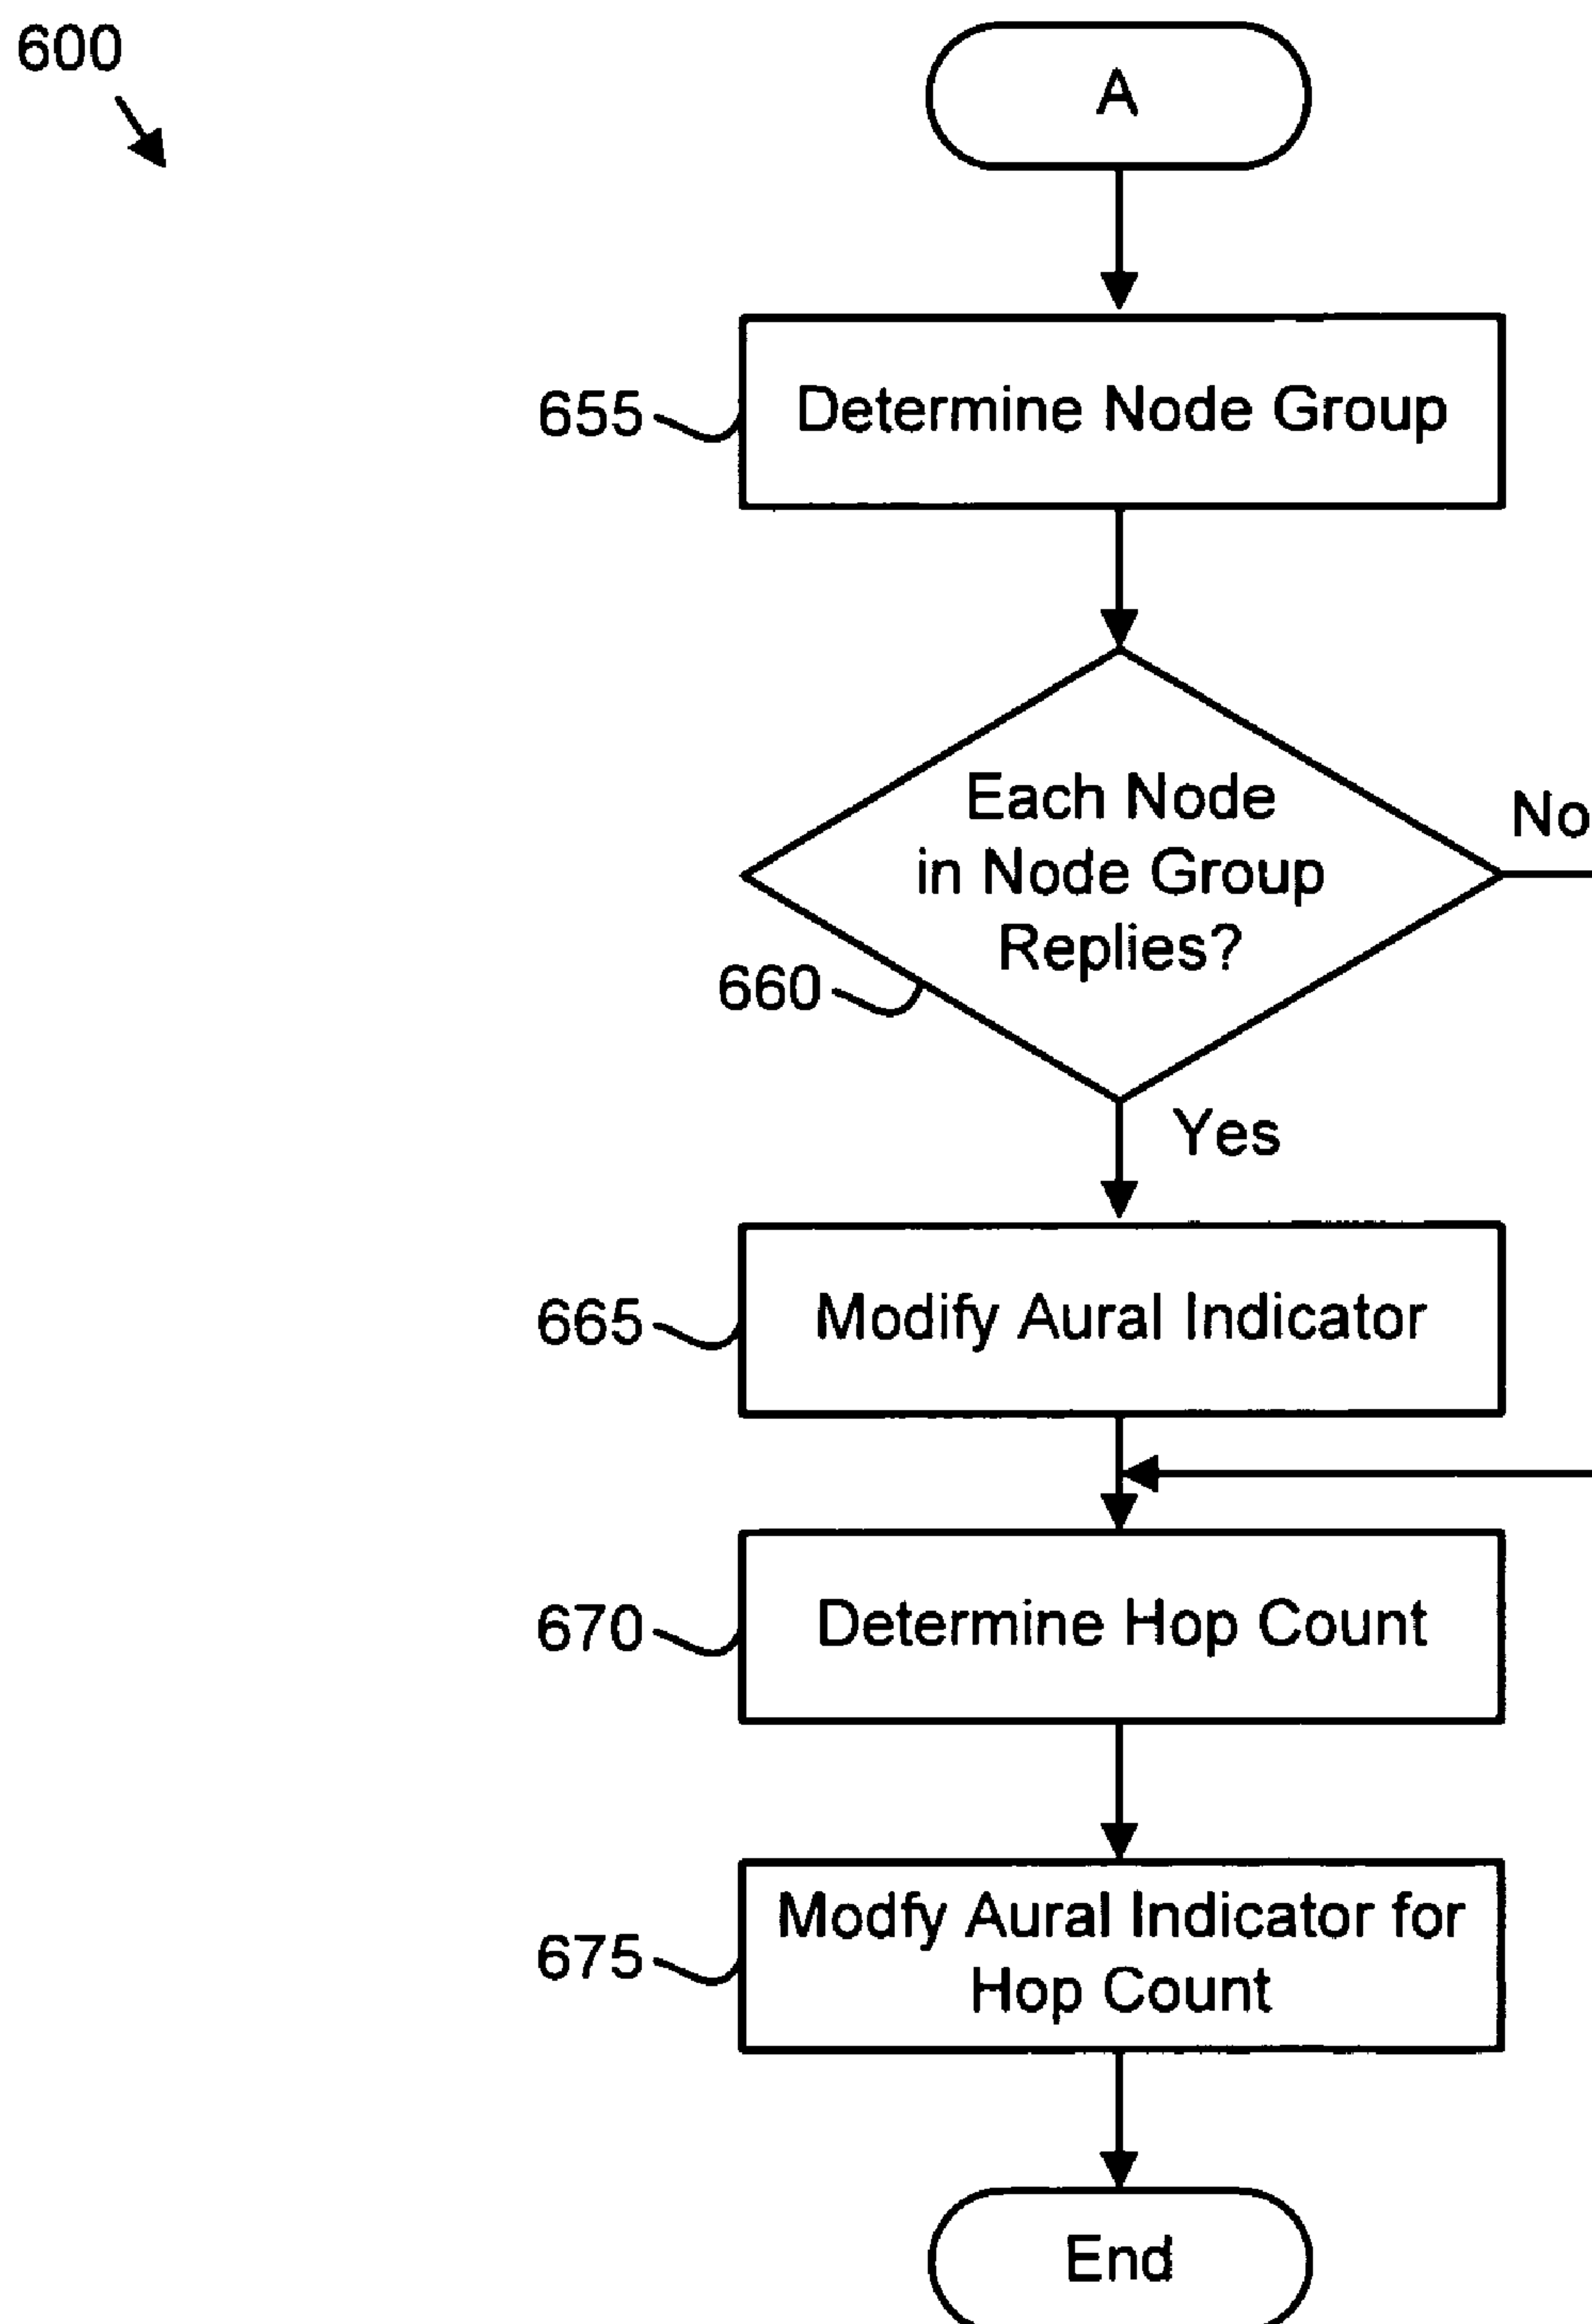 600
A
655
Determine Node Group
Each Node
in Node Group
Replies?
No
660
Yes
665
Modify Aural Indicator
670
Determine Hop Count
675
Modfy Aural Indicator for
Hop Count
End